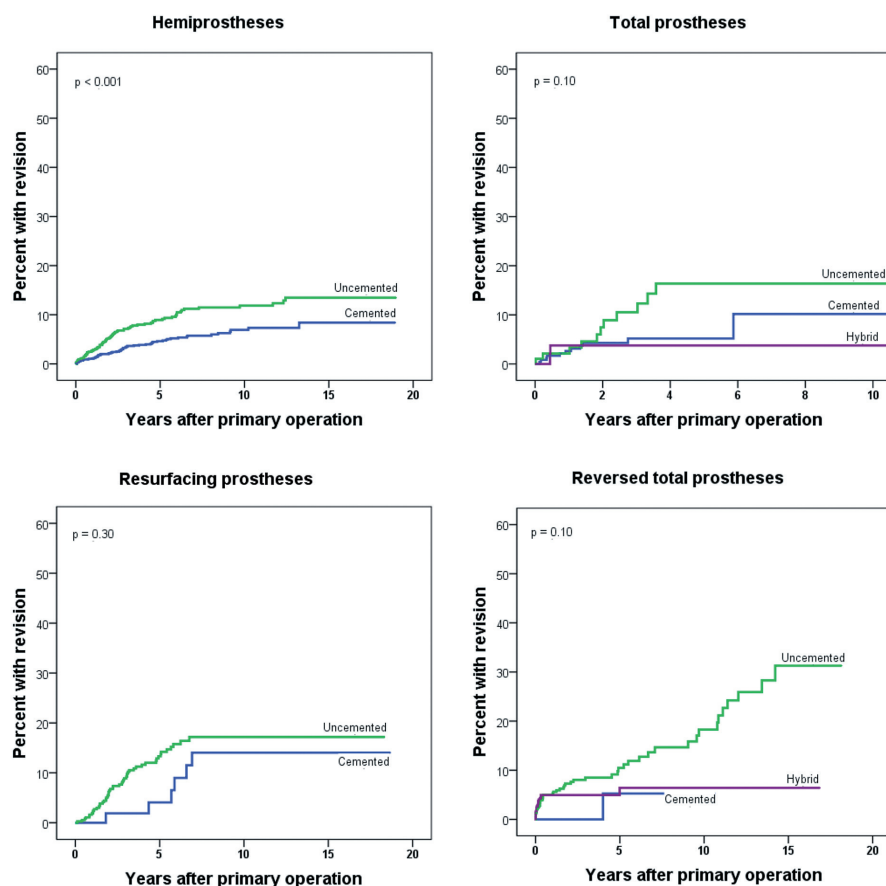 Hemiprostheses
p < 0.001
Percent with revision
60
50
40
30
20
10
0
Uncemented
Cemented
0 5 10 15 20
Years after primary operation
Total prostheses
p = 0.10
Percent with revision
60
50
40
30
20
10
0
Uncemented
Cemented
Hybrid
0 2 4 6 8 10
Years after primary operation
Resurfacing prostheses
p = 0.30
Percent with revision
60
50
40
30
20
10
0
Uncemented
Cemented
0 5 10 15 20
Years after primary operation
Reversed total prostheses
p = 0.10
Percent with revision
60
50
40
30
20
10
0
Uncemented
Hybrid
Cemented
0 5 10 15 20
Years after primary operation